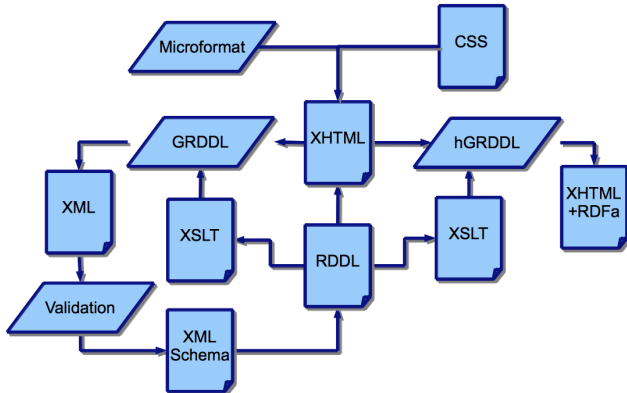 Microformat
CSS
GRDDL
XHTML
hGRDDL
XML
XSLT
RDDL
XSLT
XHTML
+RDFa
Validation
XML
Schema